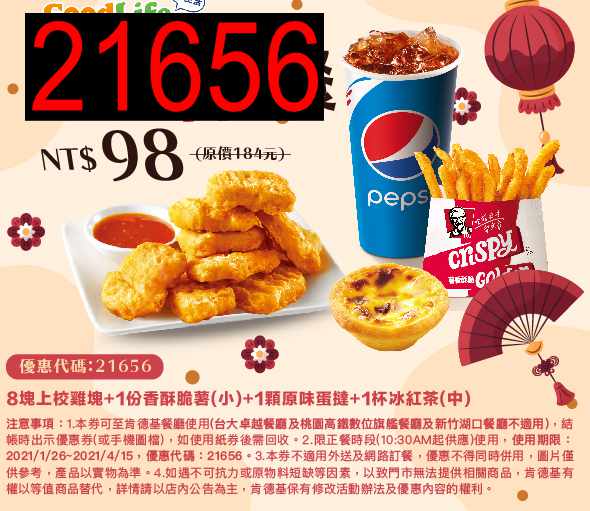 GoodLife
21656
NT$98 (原價184元)
pepsi
CRISPY
薯香酥脆
優惠代碼:21656
8塊上校雞塊+1份香酥脆薯(小)+1顆原味蛋撻+1杯冰紅茶(中)
注意事項：1.本券可至肯德基餐廳使用(台大卓越餐廳及桃園高鐵數位旗艦餐廳及新竹湖口餐廳不適用)，結
帳時出示優惠券(或手機圖檔)，如使用紙券後需回收。2.限正餐時段(10:30AM起供應)使用，使用期限：
2021/1/26~2021/4/15，優惠代碼：21656。3.本券不適用外送及網路訂餐，優惠不得同時併用，圖片僅
供參考，產品以實物為準。4.如遇不可抗力或原物料短缺等因素，以致門市無法提供相關商品，肯德基有
權以等值商品替代，詳情請以店內公告為主，肯德基保有修改活動辦法及優惠內容的權利。